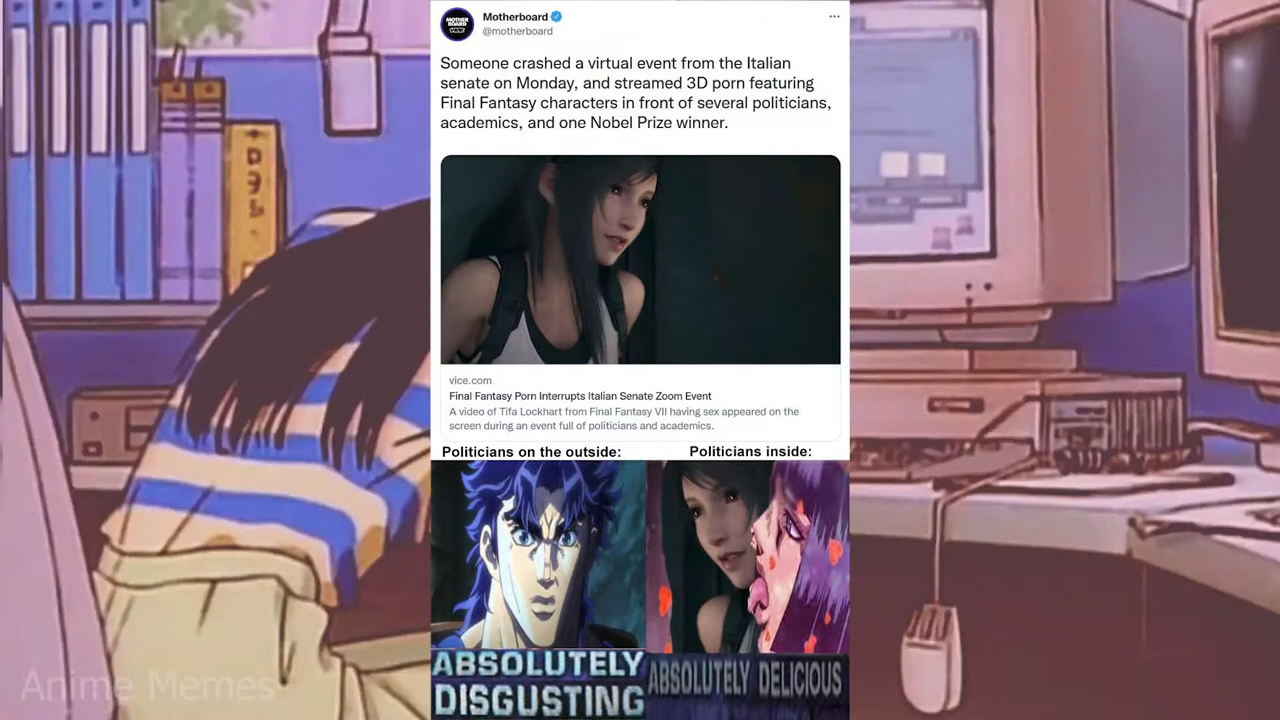 MOTHER
BOARD
Motherboard
@motherboard
Someone crashed a virtual event from the Italian
senate on Monday, and streamed 3D porn featuring
Final Fantasy characters in front of several politicians,
academics, and one Nobel Prize winner.
vice.com
Final Fantasy Porn Interrupts Italian Senate Zoom Event
A video of Tifa Lockhart from Final Fantasy VII having sex appeared on the
screen during an event full of politicians and academics.
Politicians on the outside:
Politicians inside:
ABSOLUTELY
DISGUSTING
ABSOLUTELY DELICIOUS
Anime Memes